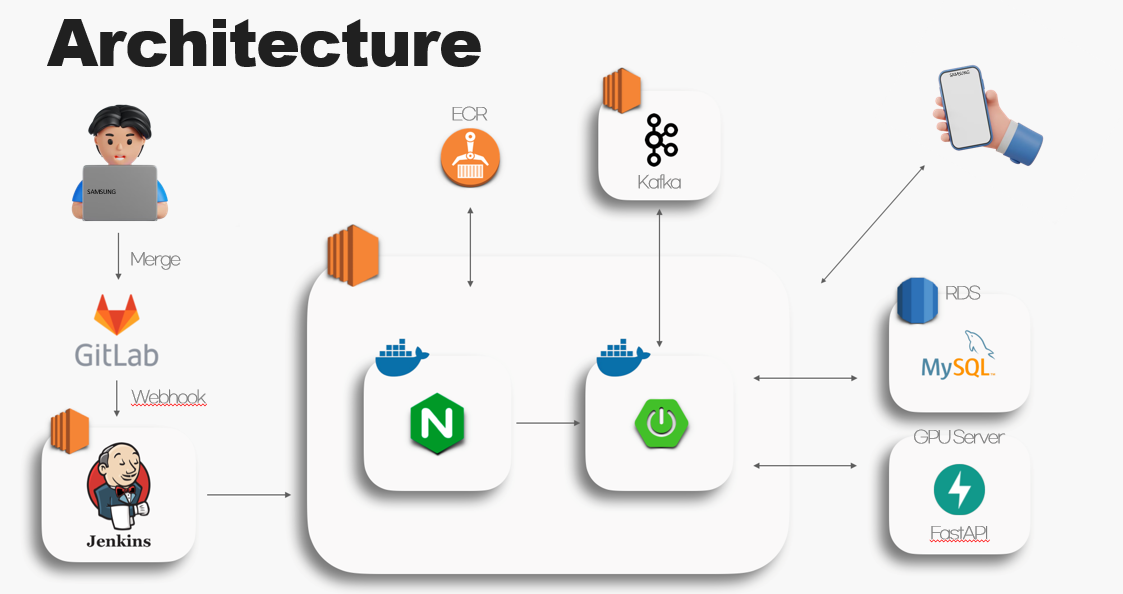 Architecture
SAMSUNG
Merge
GitLab
Webhook
Jenkins
ECR
Kafka
SAMSUNG
N
RDS
MySQL
GPU Server
FastAPI